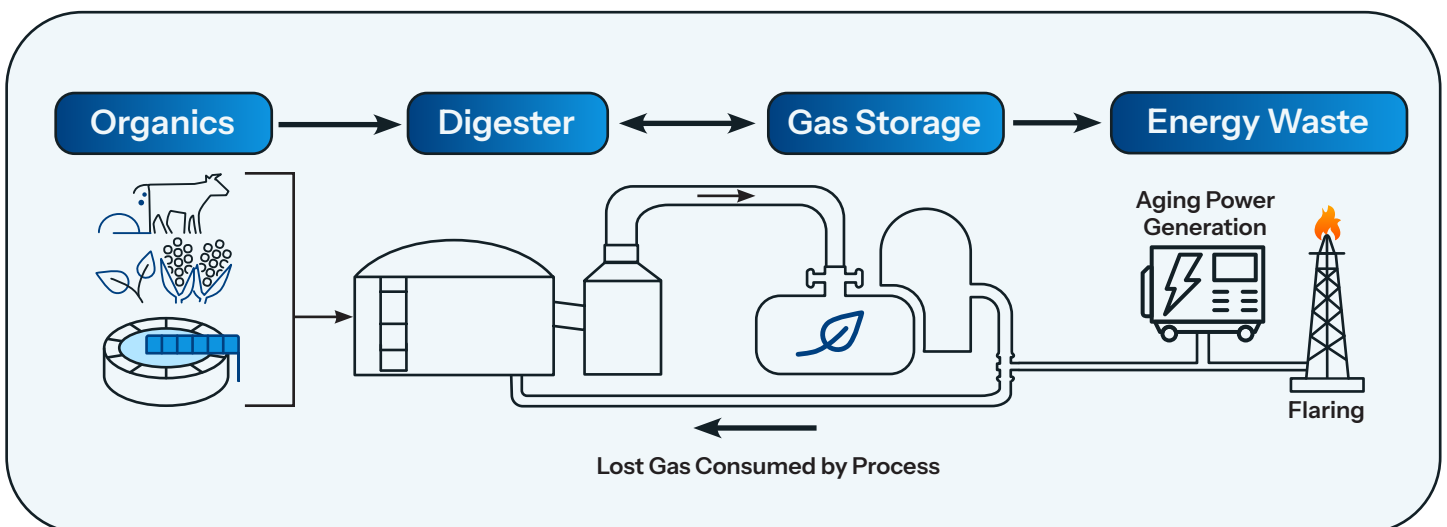 Organics
Digester
Gas Storage
Energy Waste
Aging Power
Generation
Flaring
Lost Gas Consumed by Process